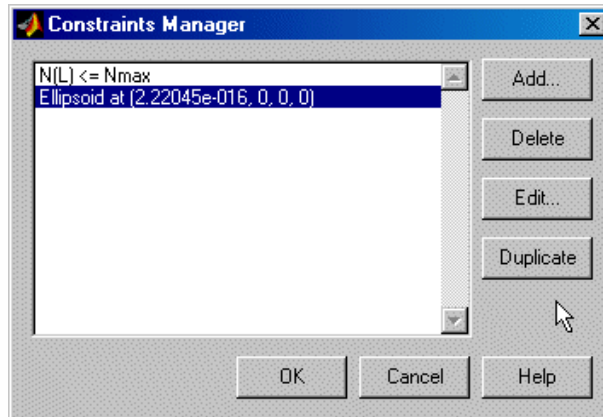 Constraints Manager
N(L) <= Nmax
Ellipsoid at (2.22045e-016, 0, 0, 0)
Add...
Delete
Edit...
Duplicate
OK
Cancel
Help